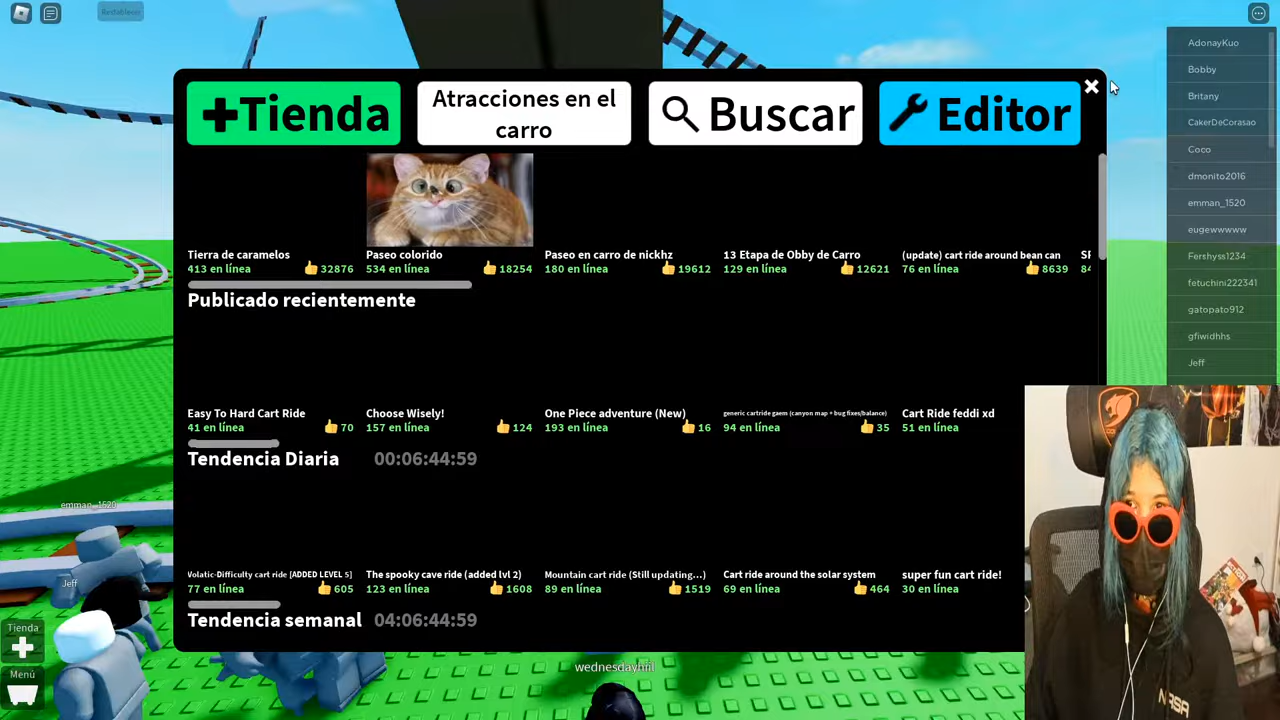 Restablecer
Tienda
Atracciones en el
carro
Buscar
Editor
Tierra de caramelos
413 en línea
32876
Paseo colorido
534 en línea
18254
Paseo en carro de nickhz
180 en línea
19612
13 Etapa de Obby de Carro
129 en línea
12621
(update) cart ride around bean can
76 en línea
8639
Publicado recientemente
Easy To Hard Cart Ride
41 en línea
70
Choose Wisely!
157 en línea
124
One Piece adventure (New)
193 en línea
16
generic cartride gaem (canyon map + bug fixes/balance)
94 en línea
35
Cart Ride feddi xd
51 en línea
Tendencia Diaria
00:06:44:59
Volatic-Difficulty cart ride [ADDED LEVEL 5]
77 en línea
605
The spooky cave ride (added lvl 2)
123 en línea
1608
Mountain cart ride (Still updating...)
89 en línea
1519
Cart ride around the solar system
69 en línea
464
super fun cart ride!
30 en línea
Tendencia semanal
04:06:44:59
AdonayKuo
Bobby
Britany
CakerDeCorasao
Coco
dmonito2016
emman_1520
eugewwwww
Fershyss1234
fetuchini222341
gatopato912
gfiwidhhs
Jeff
emman_1520
Jeff
Tienda
Menú
COUGAR